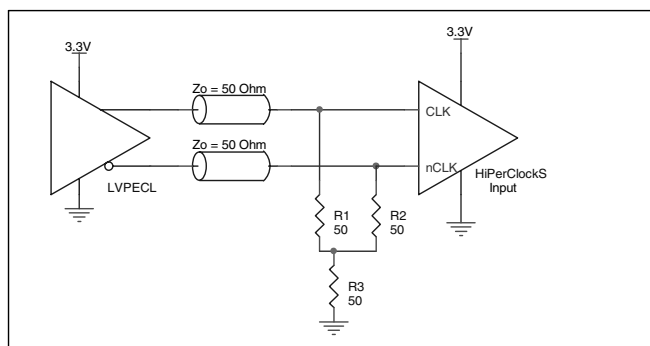 3.3V
3.3V
Zo = 50 Ohm
CLK
Zo = 50 Ohm
nCLK
LVPECL
HiPerClockS
Input
R1
50
R2
50
R3
50